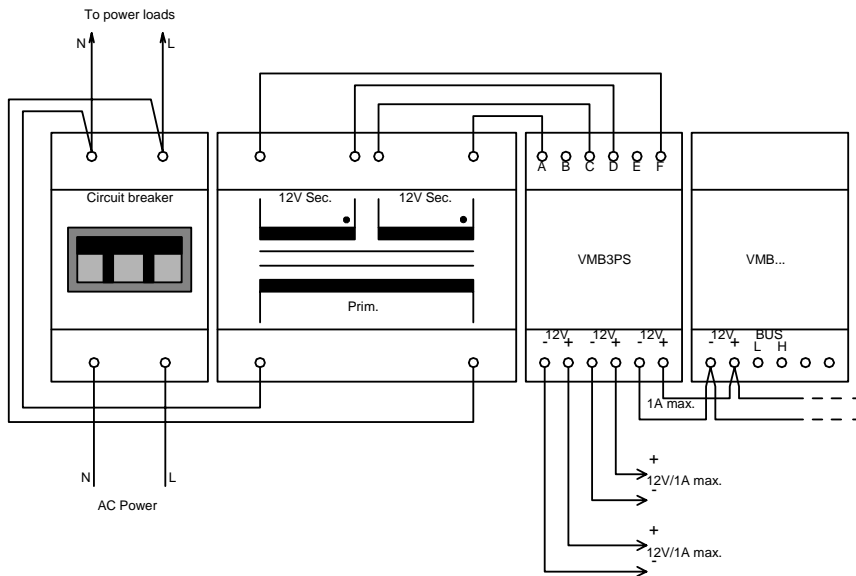 To power loads
N L
A B C D E F
Circuit breaker
12V Sec. 12V Sec.
VMB3PS
VMB...
Prim.
12V 12V 12V
- + - + - +
12V BUS
- + L H
1A max.
+
12V/1A max.
-
N L
AC Power
+
12V/1A max.
-